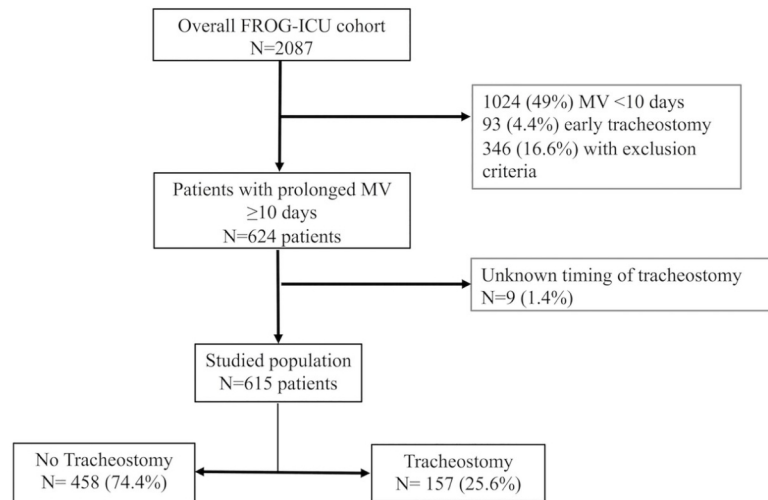 Overall FROG-ICU cohort
N=2087
1024 (49%) MV <10 days
93 (4.4%) early tracheostomy
346 (16.6%) with exclusion
criteria
Patients with prolonged MV
≥10 days
N=624 patients
Unknown timing of tracheostomy
N=9 (1.4%)
Studied population
N=615 patients
No Tracheostomy
N= 458 (74.4%)
Tracheostomy
N= 157 (25.6%)